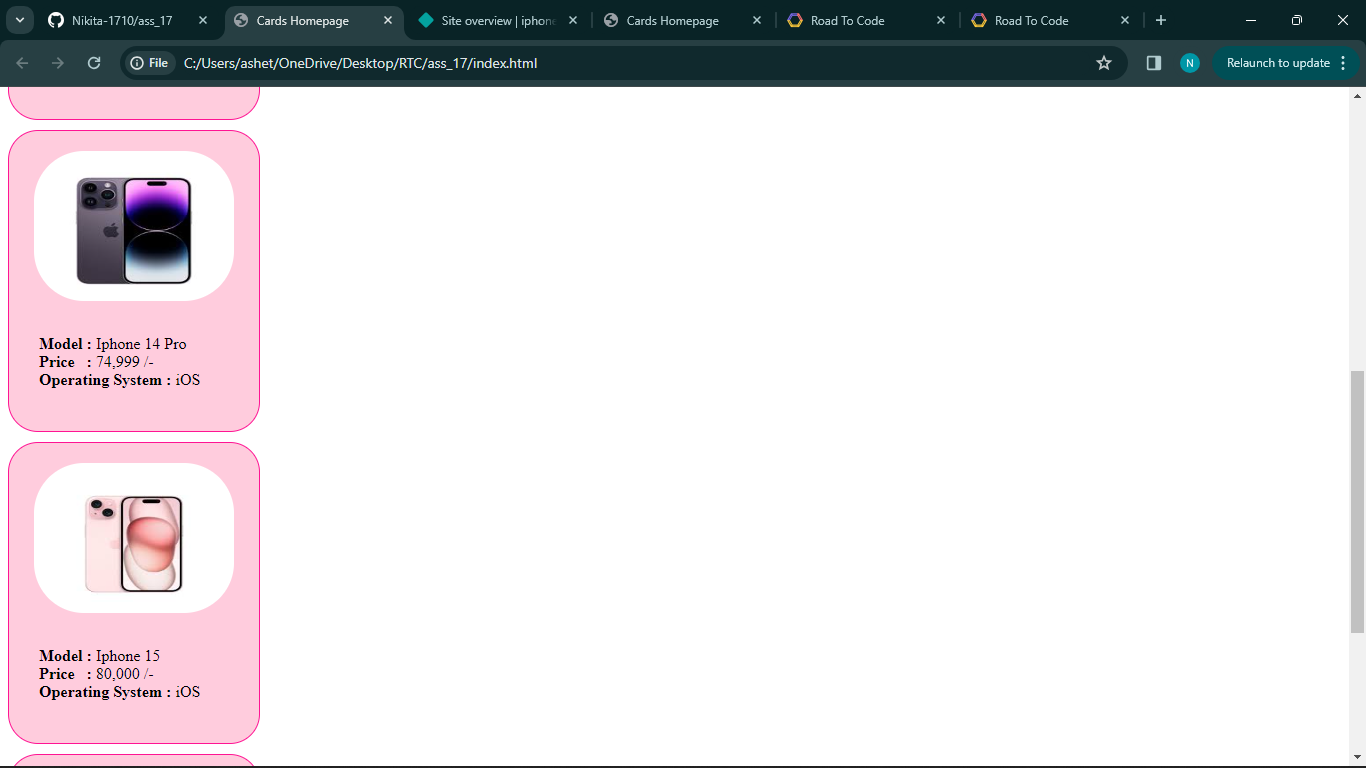 Nikita-1710/ass_17
Cards Homepage
Site overview | iphone
Cards Homepage
Road To Code
Road To Code
File
C:/Users/ashet/OneDrive/Desktop/RTC/ass_17/index.html
N
Relaunch to update
Model : Iphone 14 Pro
Price : 74,999 /-
Operating System : iOS
Model : Iphone 15
Price : 80,000 /-
Operating System : iOS